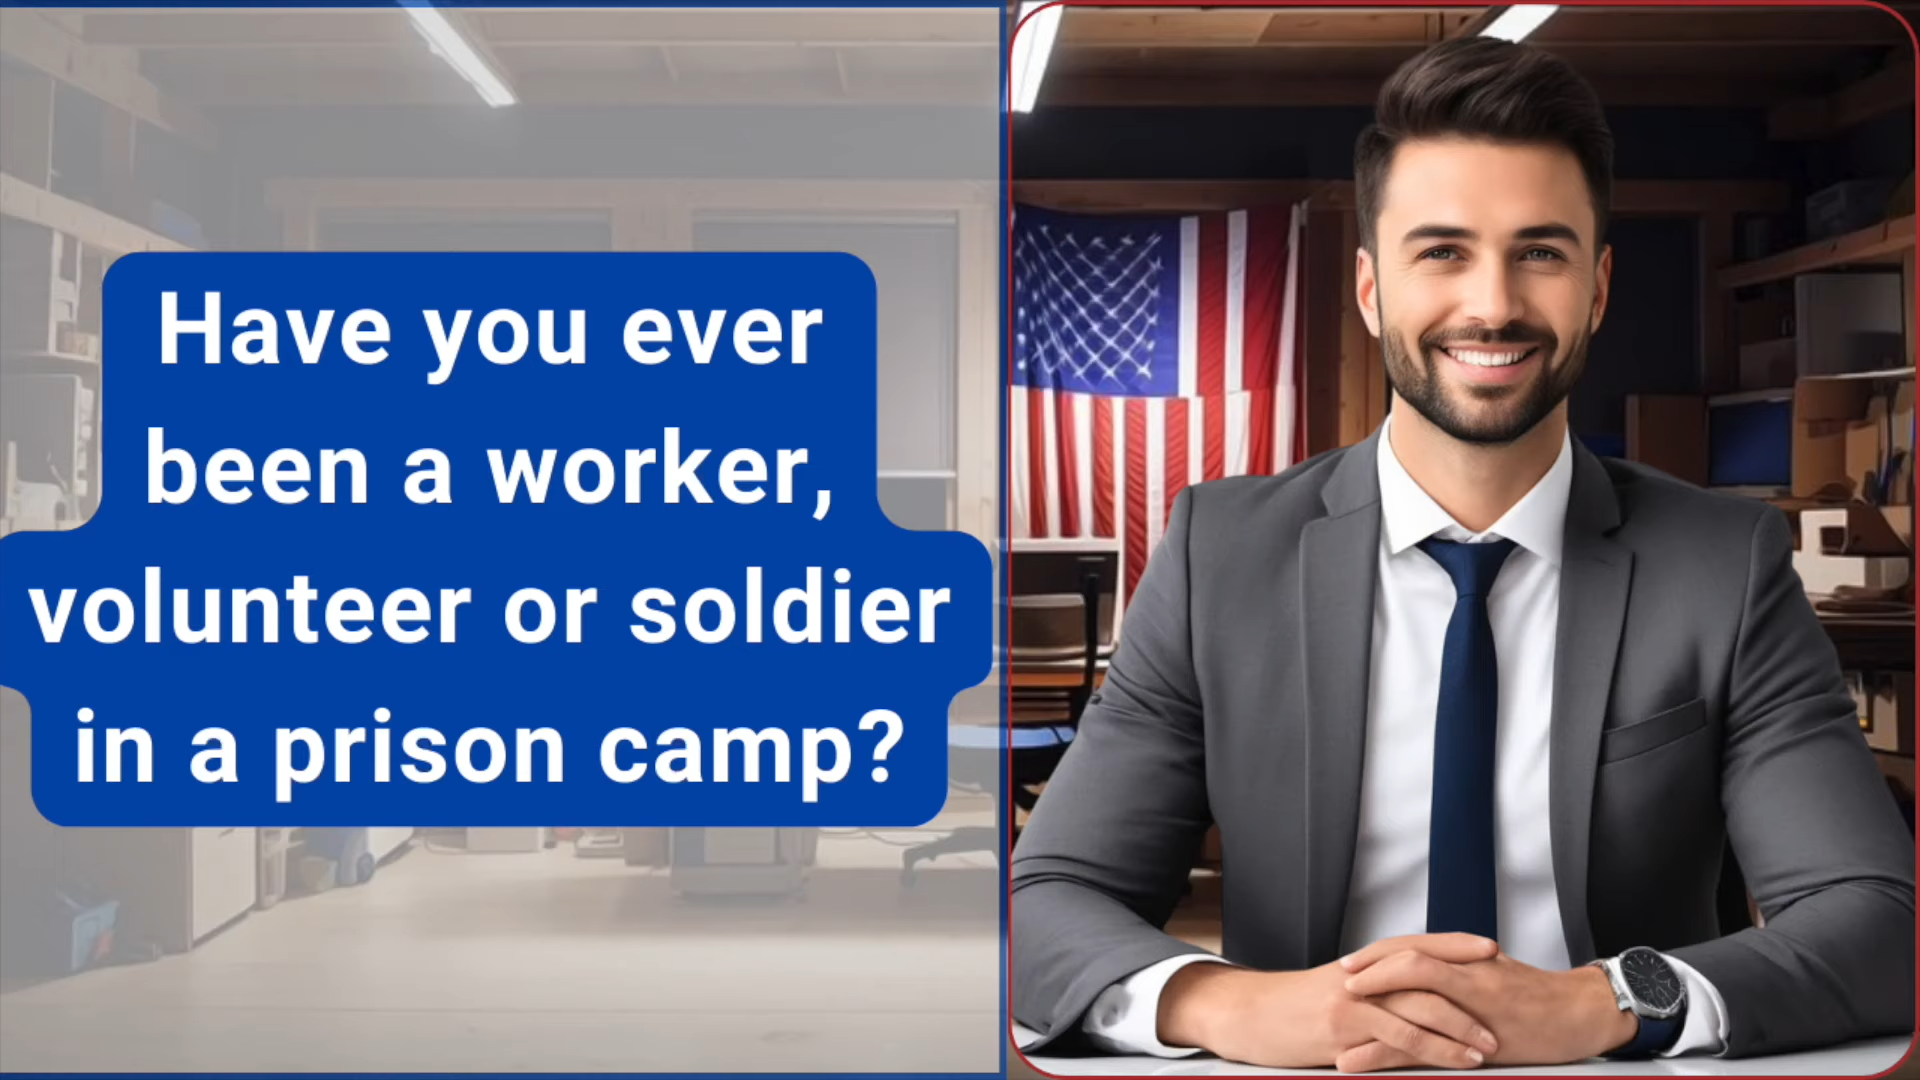 Have you ever
been a worker,
volunteer or soldier
in a prison camp?